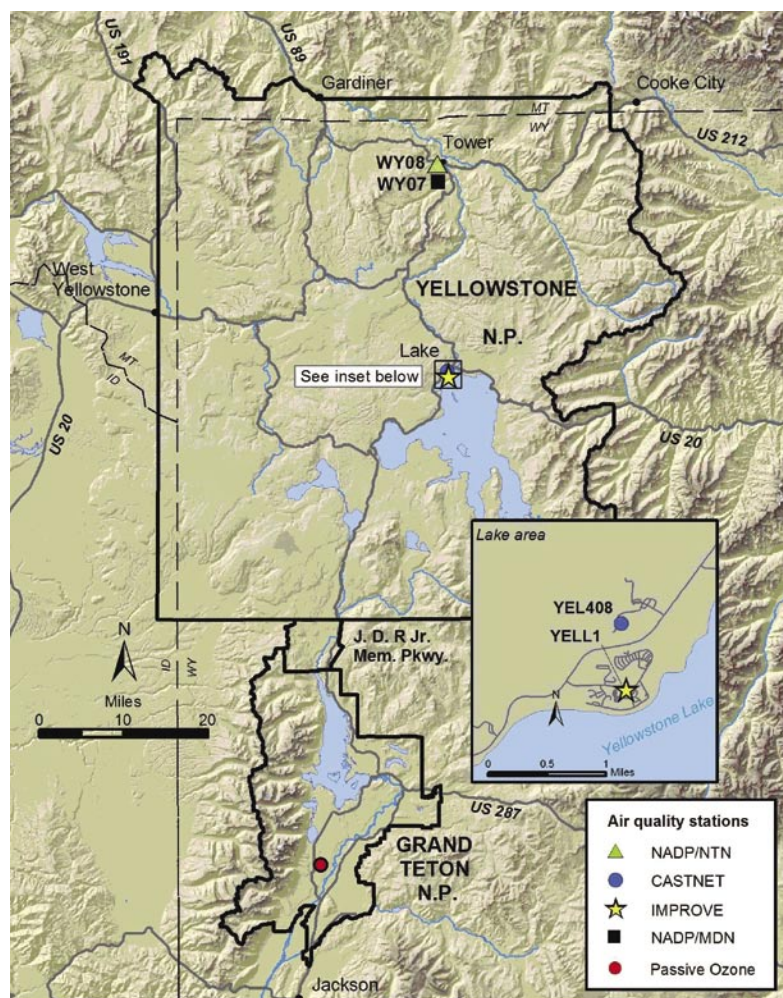 US 191
US 89
Gardiner
Cooke City
MT
WY
US 212
Tower
WY08
WY07
West
Yellowstone
YELLOWSTONE
N.P.
MT
ID
Lake
See inset below
US 20
US 20
Lake area
YEL408
YELL1
N
Yellowstone Lake
0 0.5 1
Miles
J. D. R Jr.
Mem. Pkwy.
N
ID
WY
Miles
0 10 20
US 287
GRAND
TETON
N.P.
Jackson
Air quality stations
NADP/NTN
CASTNET
IMPROVE
NADP/MDN
Passive Ozone